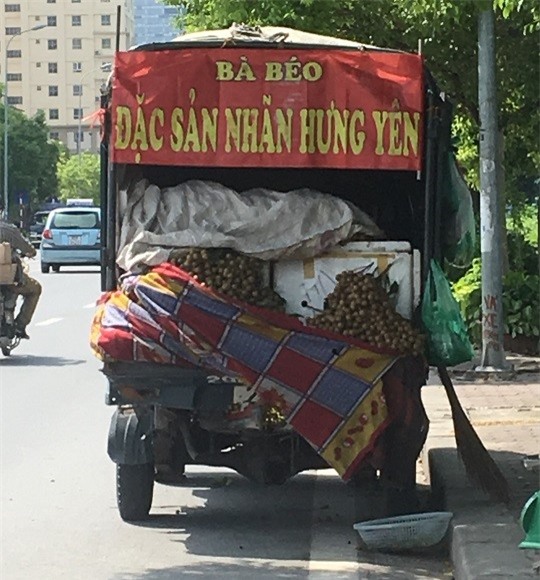 BÀ BÉO
ĐẶC SẢN NHÃN HƯNG YÊN